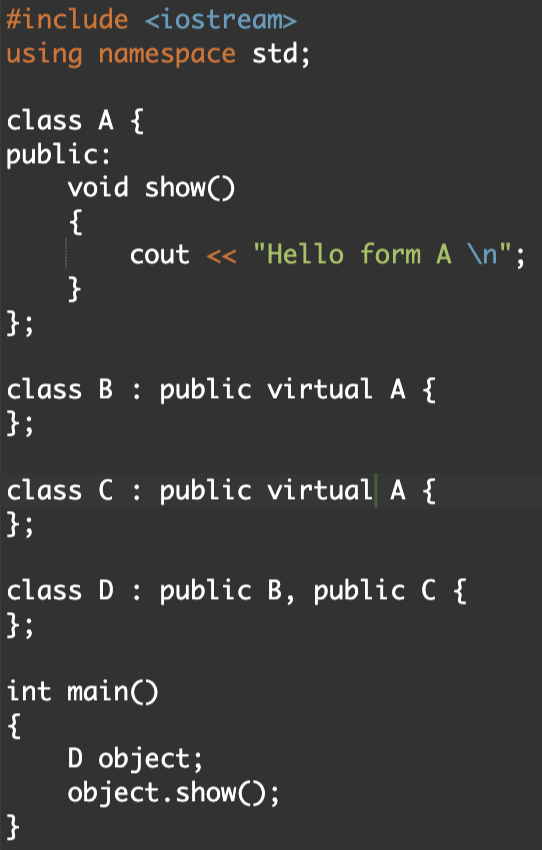 #include <iostream>
using namespace std;
class A {
public:
void show()
{
cout << "Hello form A \n";
}
};
class B : public virtual A {
};
class C : public virtual A {
};
class D : public B, public C {
};
int main()
{
D object;
object.show();
}